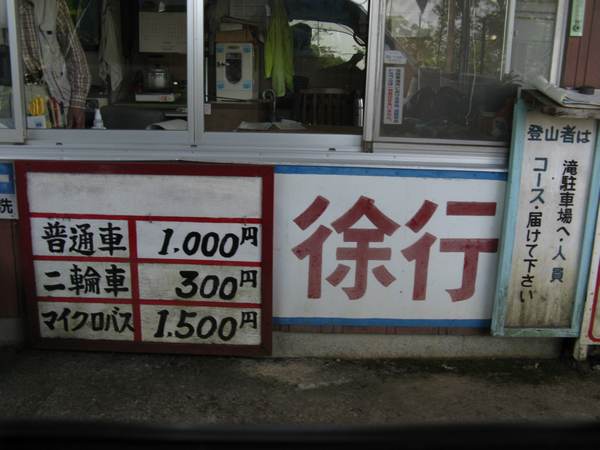 普通車 1.000円
二輪車 300円
マイクロバス 1.500円
徐行
登山者は
滝駐車場へ・人員
コース・届けて下さい
先